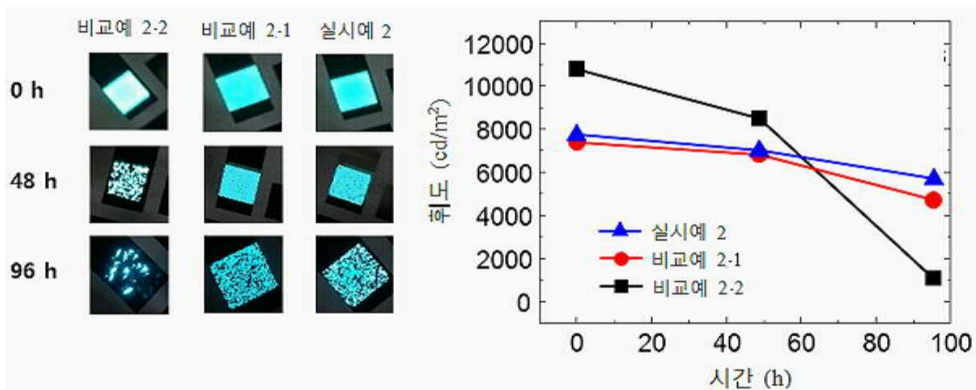 비교예 2-2 비교예 2-1 실시예 2
0 h
48 h
96 h
휘도 (cd/m²)
12000
10000
8000
6000
4000
2000
0
실시예 2
비교예 2-1
비교예 2-2
0 20 40 60 80 100
시간 (h)